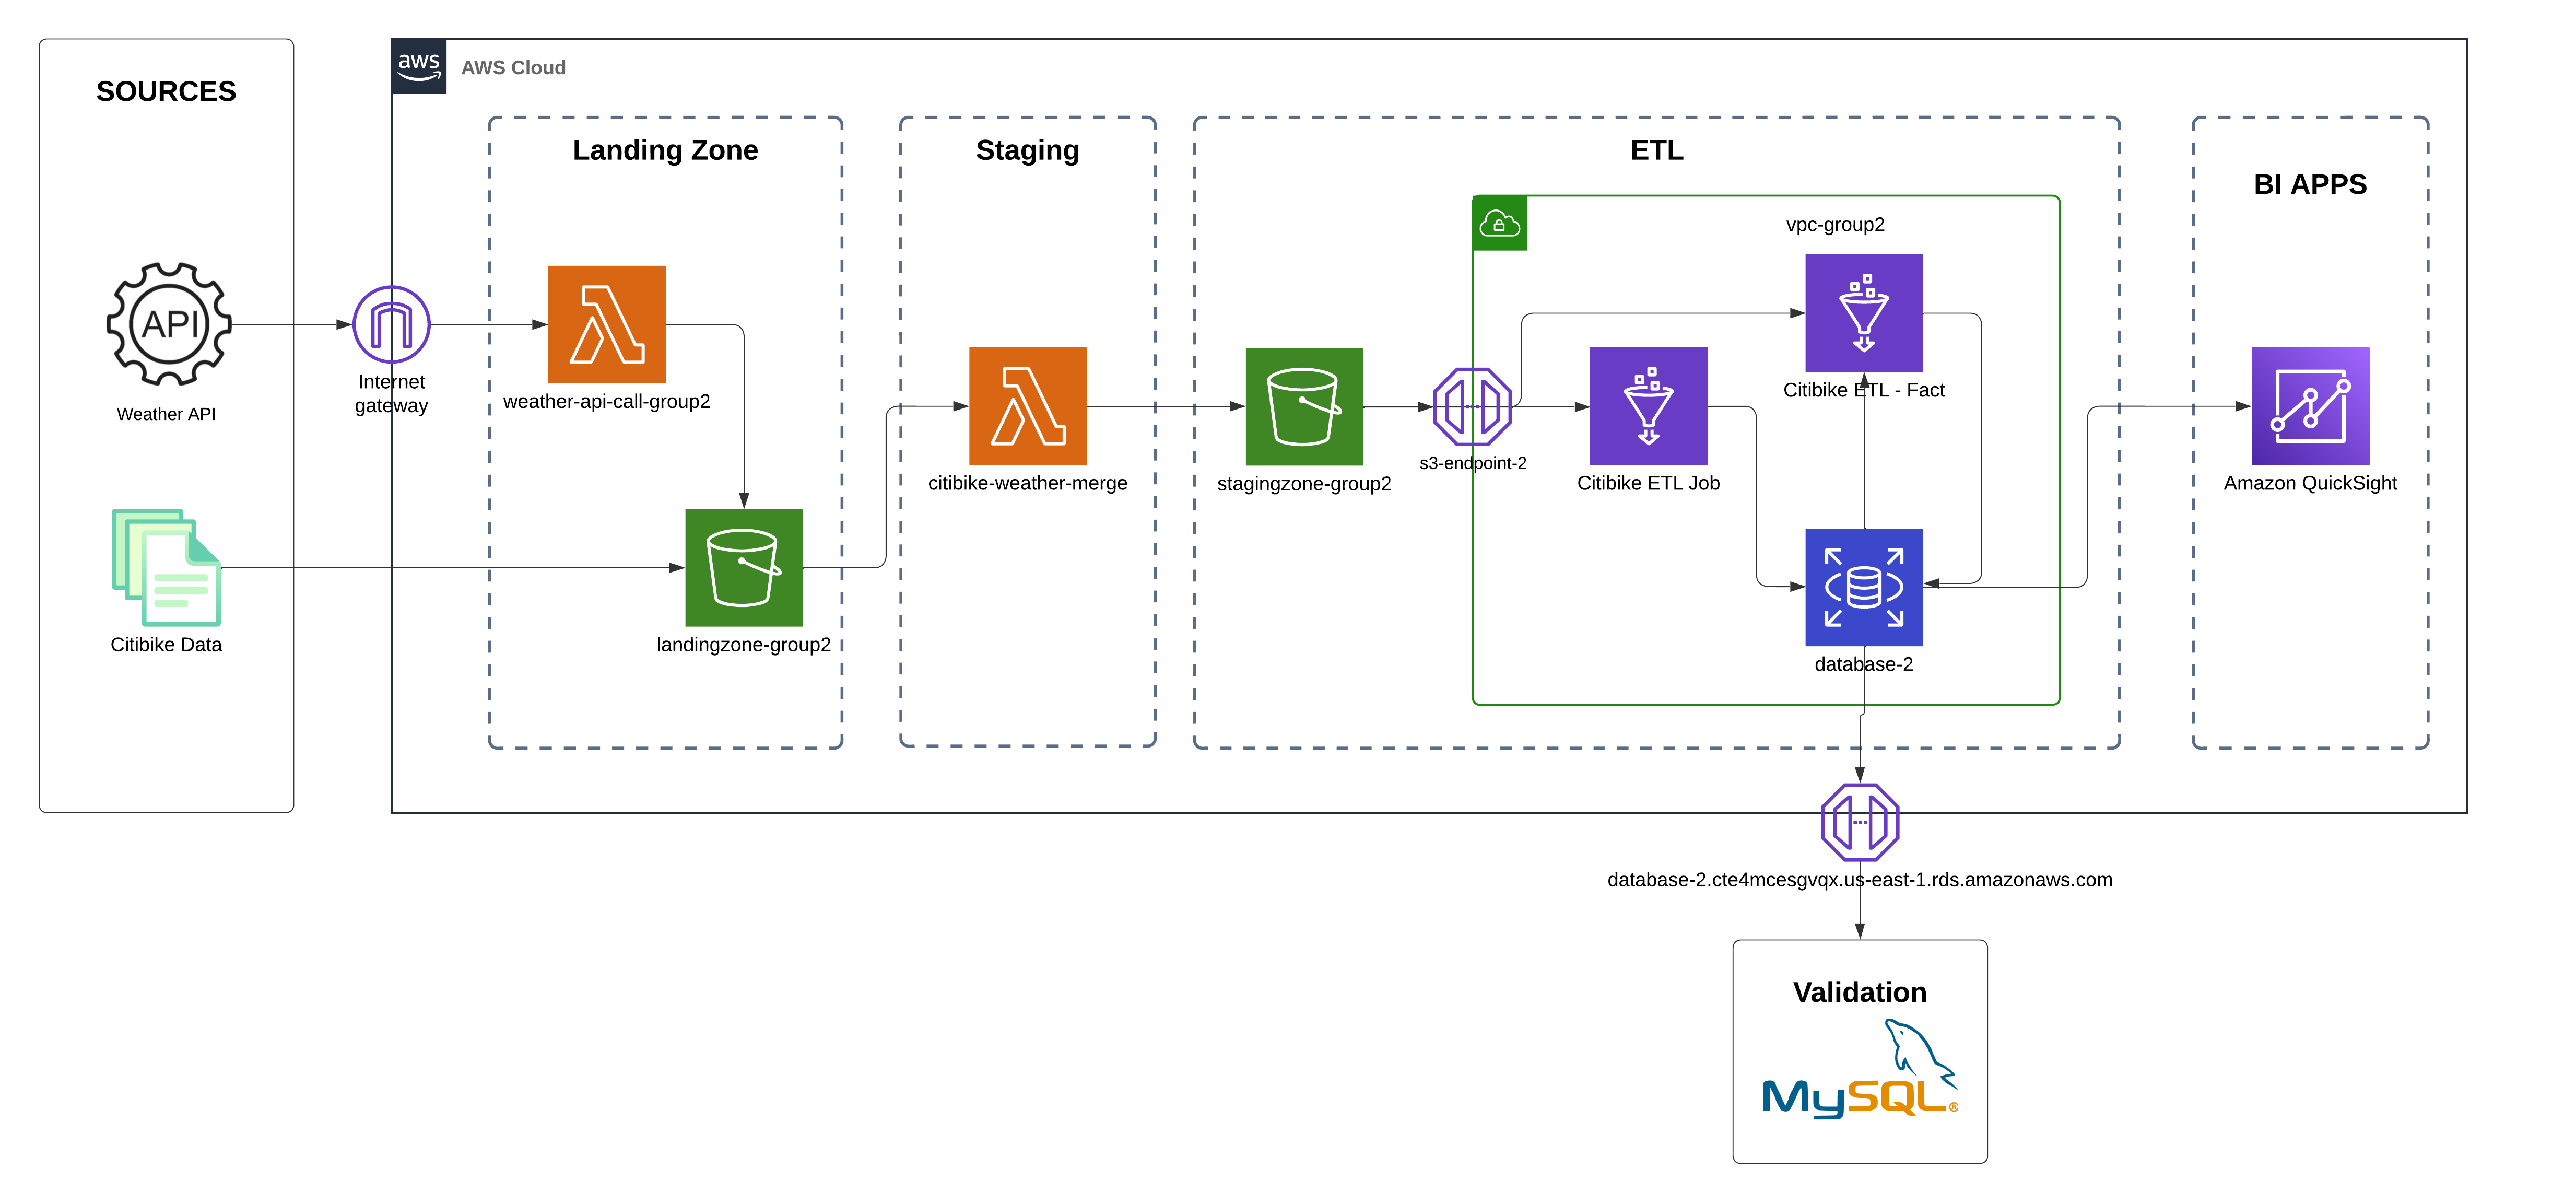 SOURCES
aws
AWS Cloud
Landing Zone
Staging
ETL
BI APPS
vpc-group2
API
Weather API
Internet
gateway
weather-api-call-group2
Citibike ETL - Fact
citibike-weather-merge
stagingzone-group2
s3-endpoint-2
Citibike ETL Job
Amazon QuickSight
Citibike Data
landingzone-group2
database-2
database-2.cte4mcesgvqx.us-east-1.rds.amazonaws.com
Validation
MySQL®